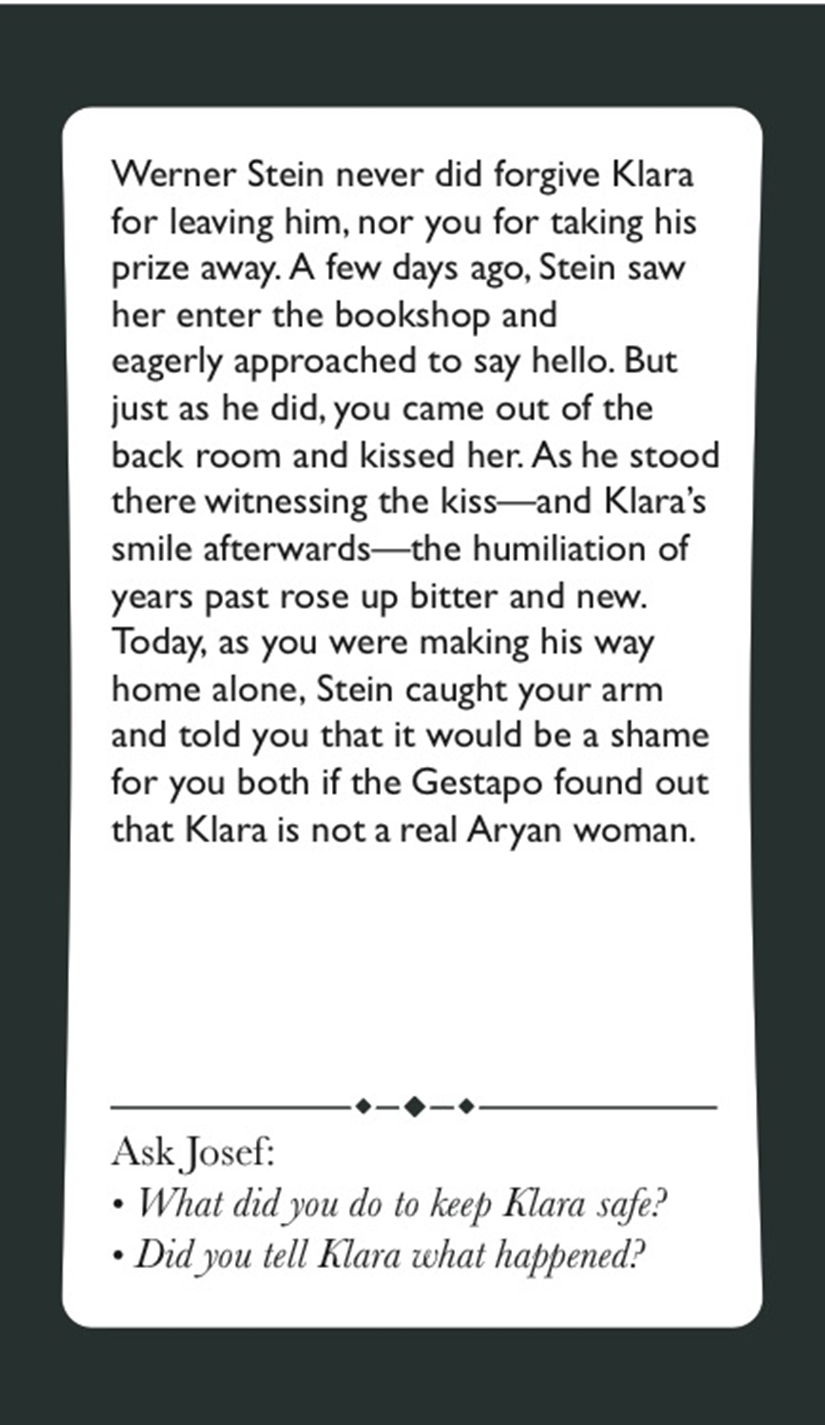 Werner Stein never did forgive Klara
for leaving him, nor you for taking his
prize away. A few days ago, Stein saw
her enter the bookshop and
eagerly approached to say hello. But
just as he did, you came out of the
back room and kissed her. As he stood
there witnessing the kiss—and Klara’s
smile afterwards—the humiliation of
years past rose up bitter and new.
Today, as you were making his way
home alone, Stein caught your arm
and told you that it would be a shame
for you both if the Gestapo found out
that Klara is not a real Aryan woman.
Ask Josef:
• What did you do to keep Klara safe?
• Did you tell Klara what happened?